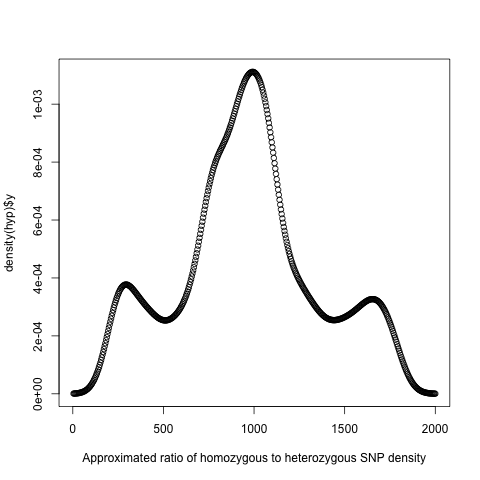 density(hyp)$y
1e-03
8e-04
6e-04
4e-04
2e-04
0e+00
0 500 1000 1500 2000
Approximated ratio of homozygous to heterozygous SNP density